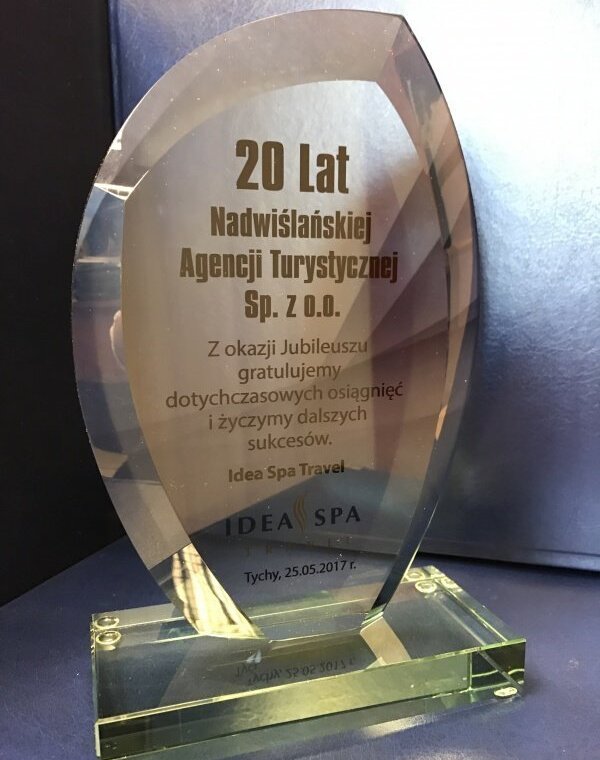 20 Lat
Nadwiślańskiej
Agencji Turystycznej
Sp. z o.o.
Z okazji Jubileuszu
gratulujemy
dotychczasowych osiągnięć
i życzymy dalszych
sukcesów.
Idea Spa Travel
IDEA SPA
TRAVEL
Tychy, 25.05.2017 r.